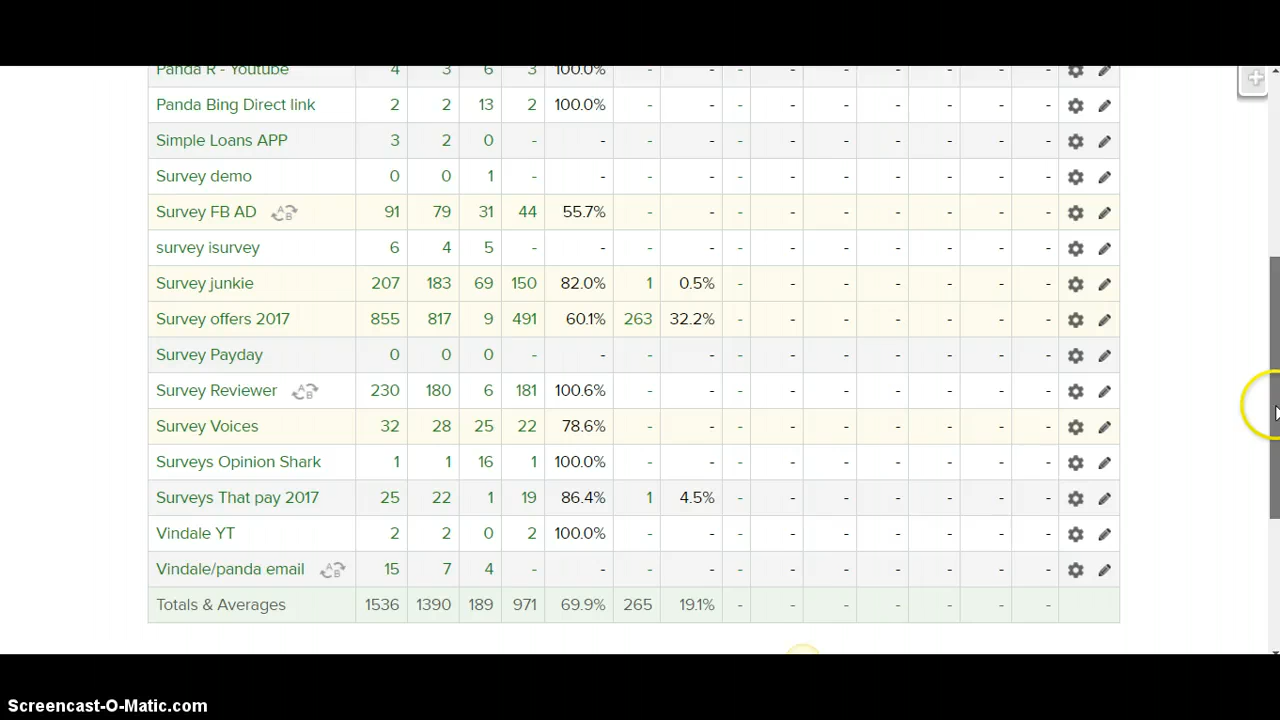 Panda R - Youtube 4 3 6 3 100.0% - - - - - - - - -
Panda Bing Direct link 2 2 13 2 100.0% - - - - - - - - -
Simple Loans APP 3 2 0 - - - - - - - - - - -
Survey demo 0 0 1 - - - - - - - - - - -
Survey FB AD A B 91 79 31 44 55.7% - - - - - - - - -
survey isurvey 6 4 5 - - - - - - - - - - -
Survey junkie 207 183 69 150 82.0% 1 0.5% - - - - - - -
Survey offers 2017 855 817 9 491 60.1% 263 32.2% - - - - - - -
Survey Payday 0 0 0 - - - - - - - - - - -
Survey Reviewer A B 230 180 6 181 100.6% - - - - - - - - -
Survey Voices 32 28 25 22 78.6% - - - - - - - - -
Surveys Opinion Shark 1 1 16 1 100.0% - - - - - - - - -
Surveys That pay 2017 25 22 1 19 86.4% 1 4.5% - - - - - - -
Vindale YT 2 2 0 2 100.0% - - - - - - - - -
Vindale/panda email A B 15 7 4 - - - - - - - - - - -
Totals & Averages 1536 1390 189 971 69.9% 265 19.1% - - - - - - -
Screencast-O-Matic.com